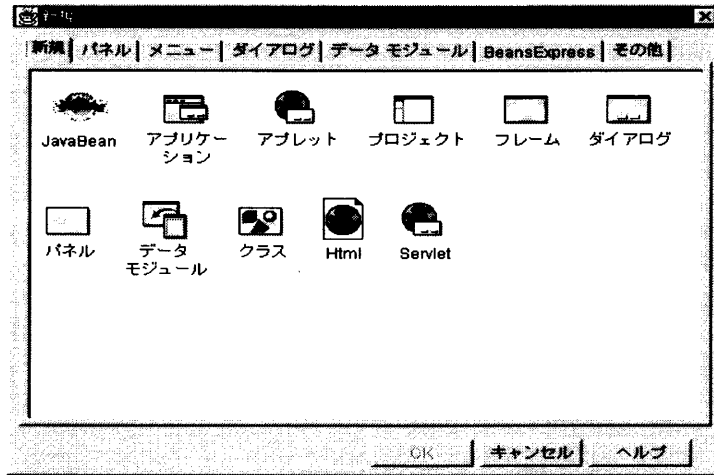 新規 パネル メニュー ダイアログ データ モジュール BeansExpress その他
JavaBean アプリケーション アプレット プロジェクト フレーム ダイアログ
パネル データ モジュール クラス Html Servlet
OK キャンセル ヘルプ